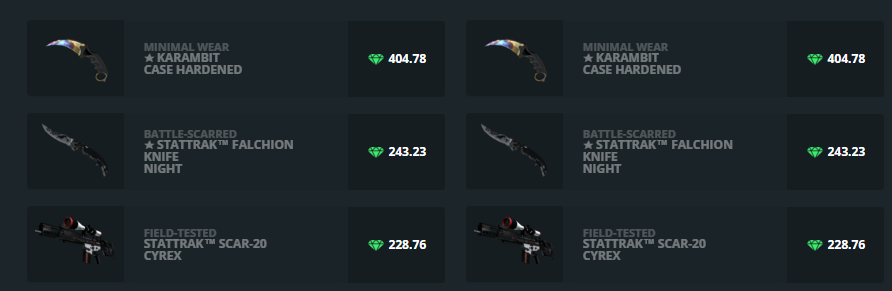 MINIMAL WEAR
★ KARAMBIT
CASE HARDENED
404.78
BATTLE-SCARRED
★ STATTRAK™ FALCHION
KNIFE
NIGHT
243.23
FIELD-TESTED
STATTRAK™ SCAR-20
CYREX
228.76
MINIMAL WEAR
★ KARAMBIT
CASE HARDENED
404.78
BATTLE-SCARRED
★ STATTRAK™ FALCHION
KNIFE
NIGHT
243.23
FIELD-TESTED
STATTRAK™ SCAR-20
CYREX
228.76